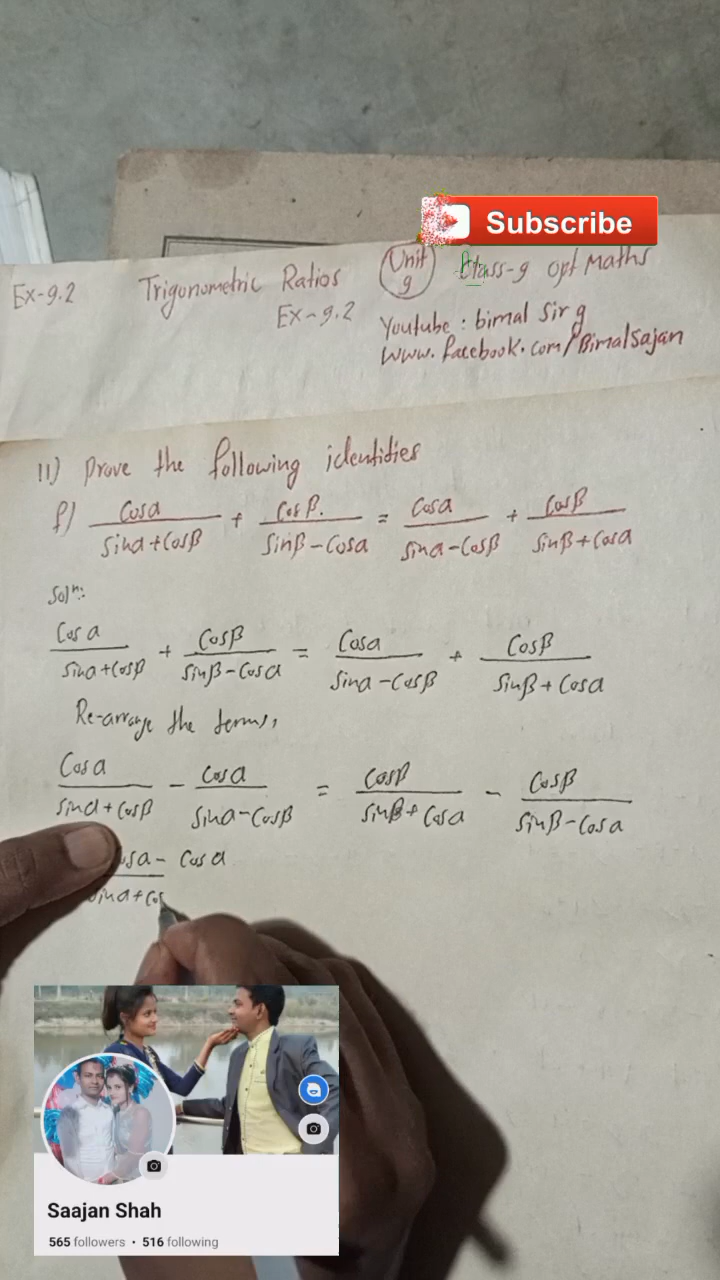 Subscribe
Ex-9.2 Trigonometric Ratios Unit 9 Class-9 opt Maths
Ex-9.2
Youtube : bimal Sir g
www.facebook.com/Bimalsajan
11) Prove the following identities
f) Cosα/(Sinα+Cosβ) + Cosβ./(Sinβ-Cosα) = Cosα/(Sinα-Cosβ) + Cosβ/(Sinβ+Cosα)
Solⁿ:
Cosα/(Sinα+Cosβ) + Cosβ/(Sinβ-Cosα) = Cosα/(Sinα-Cosβ) + Cosβ/(Sinβ+Cosα)
Re-arrange the terms,
Cosα/(Sinα+Cosβ) - Cosα/(Sinα-Cosβ) = Cosβ/(Sinβ+Cosα) - Cosβ/(Sinβ-Cosα)
- Cosα
Saajan Shah
565 followers • 516 following